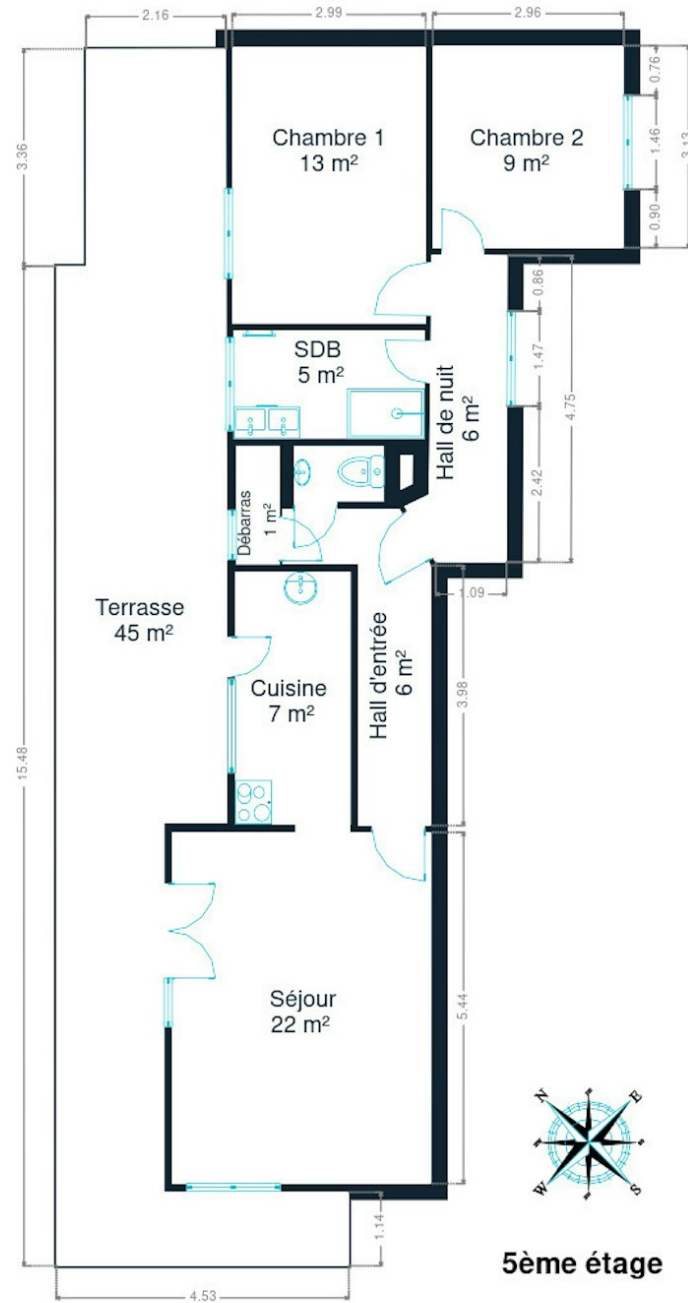 2.16
2.99
2.96
3.36
0.76
1.46
3.13
0.90
Chambre 1
13 m²
Chambre 2
9 m²
0.86
1.47
4.75
2.42
SDB
5 m²
Hall de nuit
6 m²
Débarras
1 m²
1.09
Terrasse
45 m²
Hall d'entrée
6 m²
Cuisine
7 m²
3.98
15.48
Séjour
22 m²
5.44
N
E
W
S
1.14
5ème étage
4.53